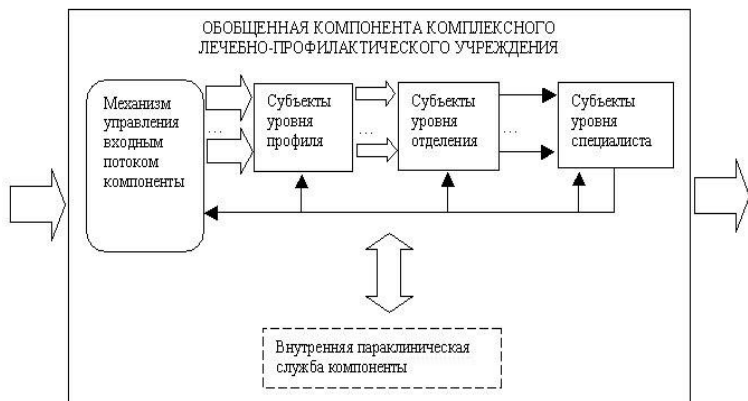 ОБОБЩЕННАЯ КОМПОНЕНТА КОМПЛЕКСНОГО
ЛЕЧЕБНО-ПРОФИЛАКТИЧЕСКОГО УЧРЕЖДЕНИЯ
Механизм
управления
входным
потоком
компоненты
...
Субъекты
уровня
профиля
...
Субъекты
уровня
отделения
...
Субъекты
уровня
специалиста
Внутренняя параклиническая
служба компоненты